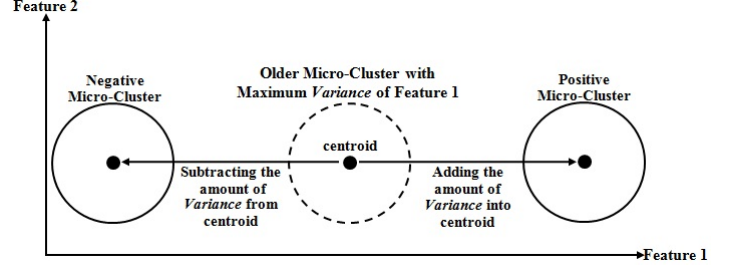 Feature 2
Negative
Micro-Cluster
Older Micro-Cluster with
Maximum Variance of Feature 1
Positive
Micro-Cluster
centroid
Subtracting the
amount of
Variance from
centroid
Adding the
amount of
Variance into
centroid
Feature 1